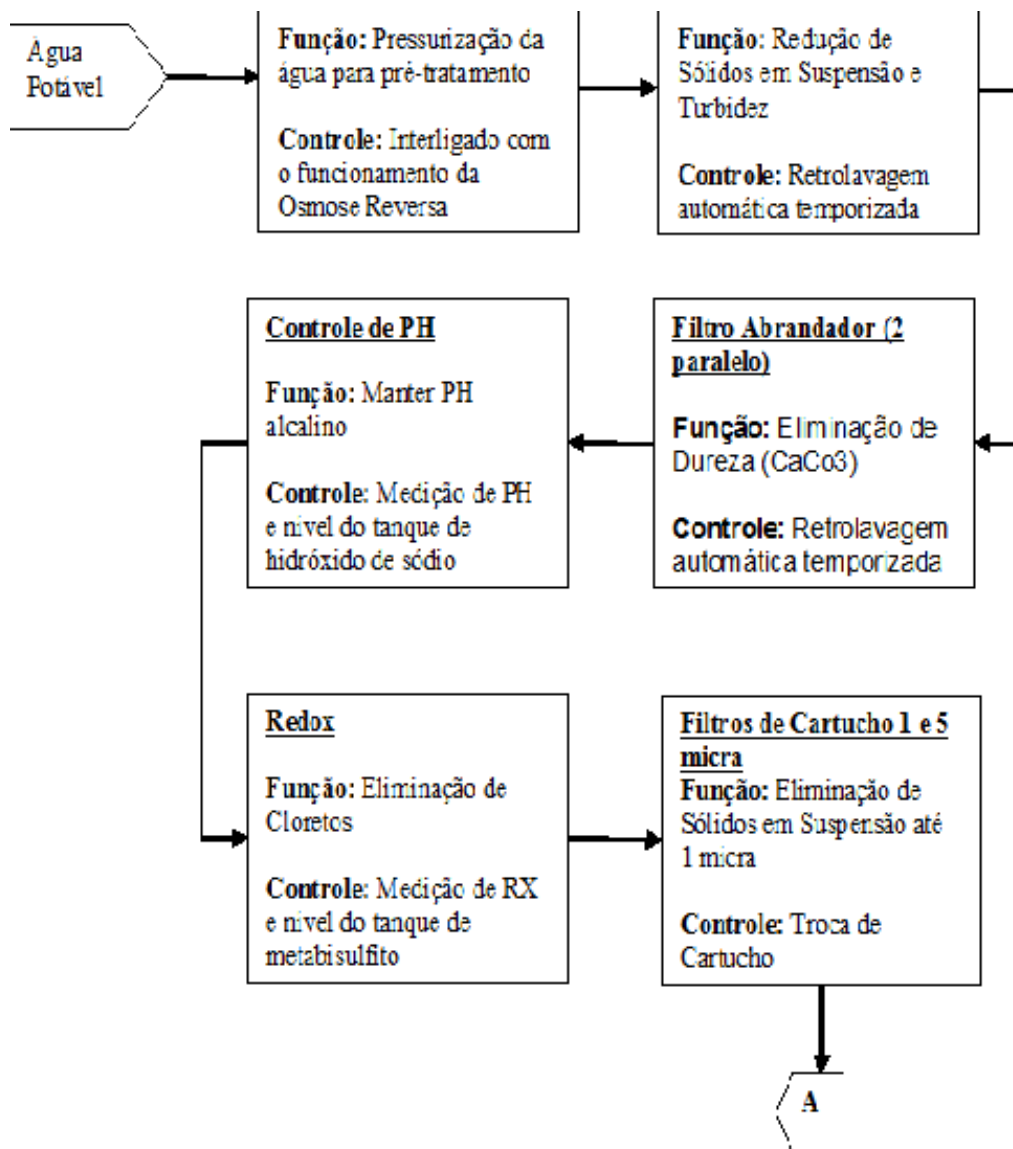 Água
Potável
Função: Pressurização da
água para pré-tratamento
Controle: Interligado com
o funcionamento da
Osmose Reversa
Função: Redução de
Sólidos em Suspensão e
Turbidez
Controle: Retrolavagem
automática temporizada
Controle de PH
Função: Manter PH
alcalino
Controle: Medição de PH
e nivel do tanque de
hidróxido de sódio
Filtro Abrandador (2
paralelo)
Função: Eliminação de
Dureza (CaCo3)
Controle: Retrolavagem
automática temporizada
Redox
Função: Eliminação de
Cloretos
Controle: Medição de RX
e nivel do tanque de
metabisulfito
Filtros de Cartucho 1 e 5
micra
Função: Eliminação de
Sólidos em Suspensão até
1 micra
Controle: Troca de
Cartucho
A